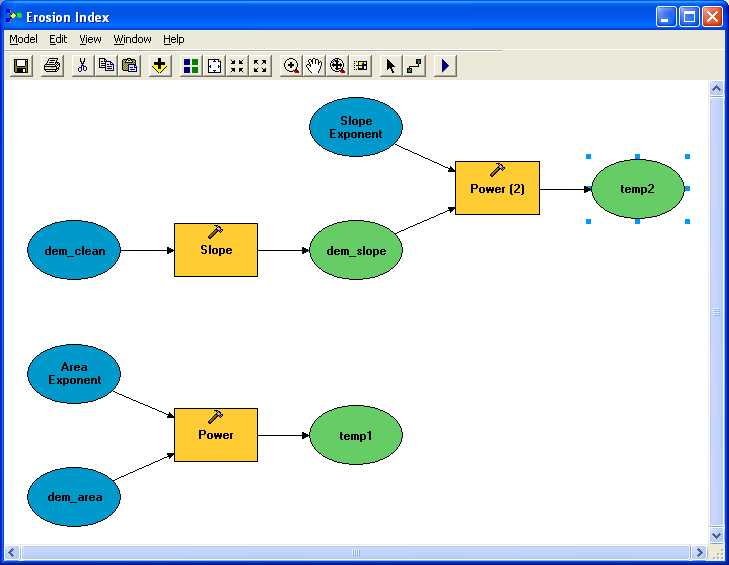 Erosion Index
Model Edit View Window Help
Slope
Exponent
Power (2)
temp2
dem_clean
Slope
dem_slope
Area
Exponent
Power
temp1
dem_area